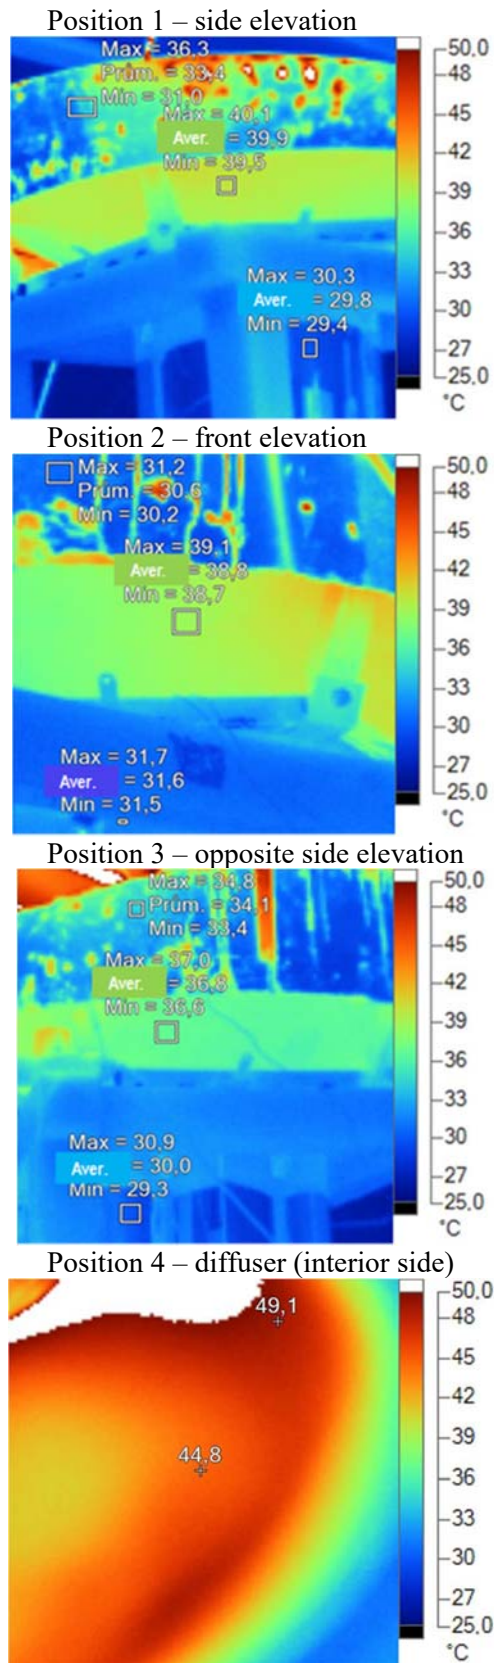 Position 1 – side elevation
Max = 36,3
Prům. = 33,4
Min = 31,0
Max = 40,1
Aver. = 39,9
Min = 39,5
Max = 30,3
Aver. = 29,8
Min = 29,4
50.0
48
45
42
39
36
33
30
27
25.0
°C
Position 2 – front elevation
Max = 31,2
Prům. = 30,6
Min = 30,2
Max = 39,1
Aver. = 38,8
Min = 38,7
Max = 31,7
Aver. = 31,6
Min = 31,5
50.0
48
45
42
39
36
33
30
27
25.0
°C
Position 3 – opposite side elevation
Max = 34,8
Prům. = 34,1
Min = 33,4
Max = 37,0
Aver. = 36,8
Min = 36,6
Max = 30,9
Aver. = 30,0
Min = 29,3
50.0
48
45
42
39
36
33
30
27
25.0
°C
Position 4 – diffuser (interior side)
49,1
44,8
50.0
48
45
42
39
36
33
30
27
25.0
°C